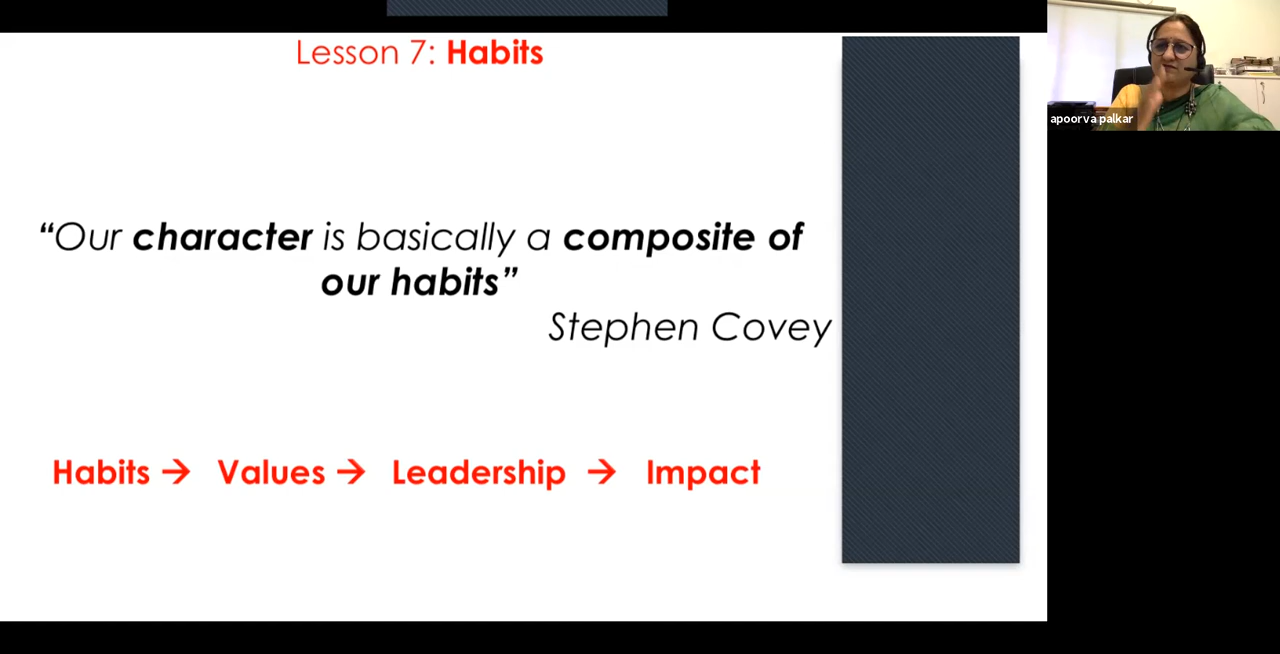 Lesson 7: Habits
“Our character is basically a composite of
our habits”
Stephen Covey
Habits → Values → Leadership → Impact
apoorva palkar